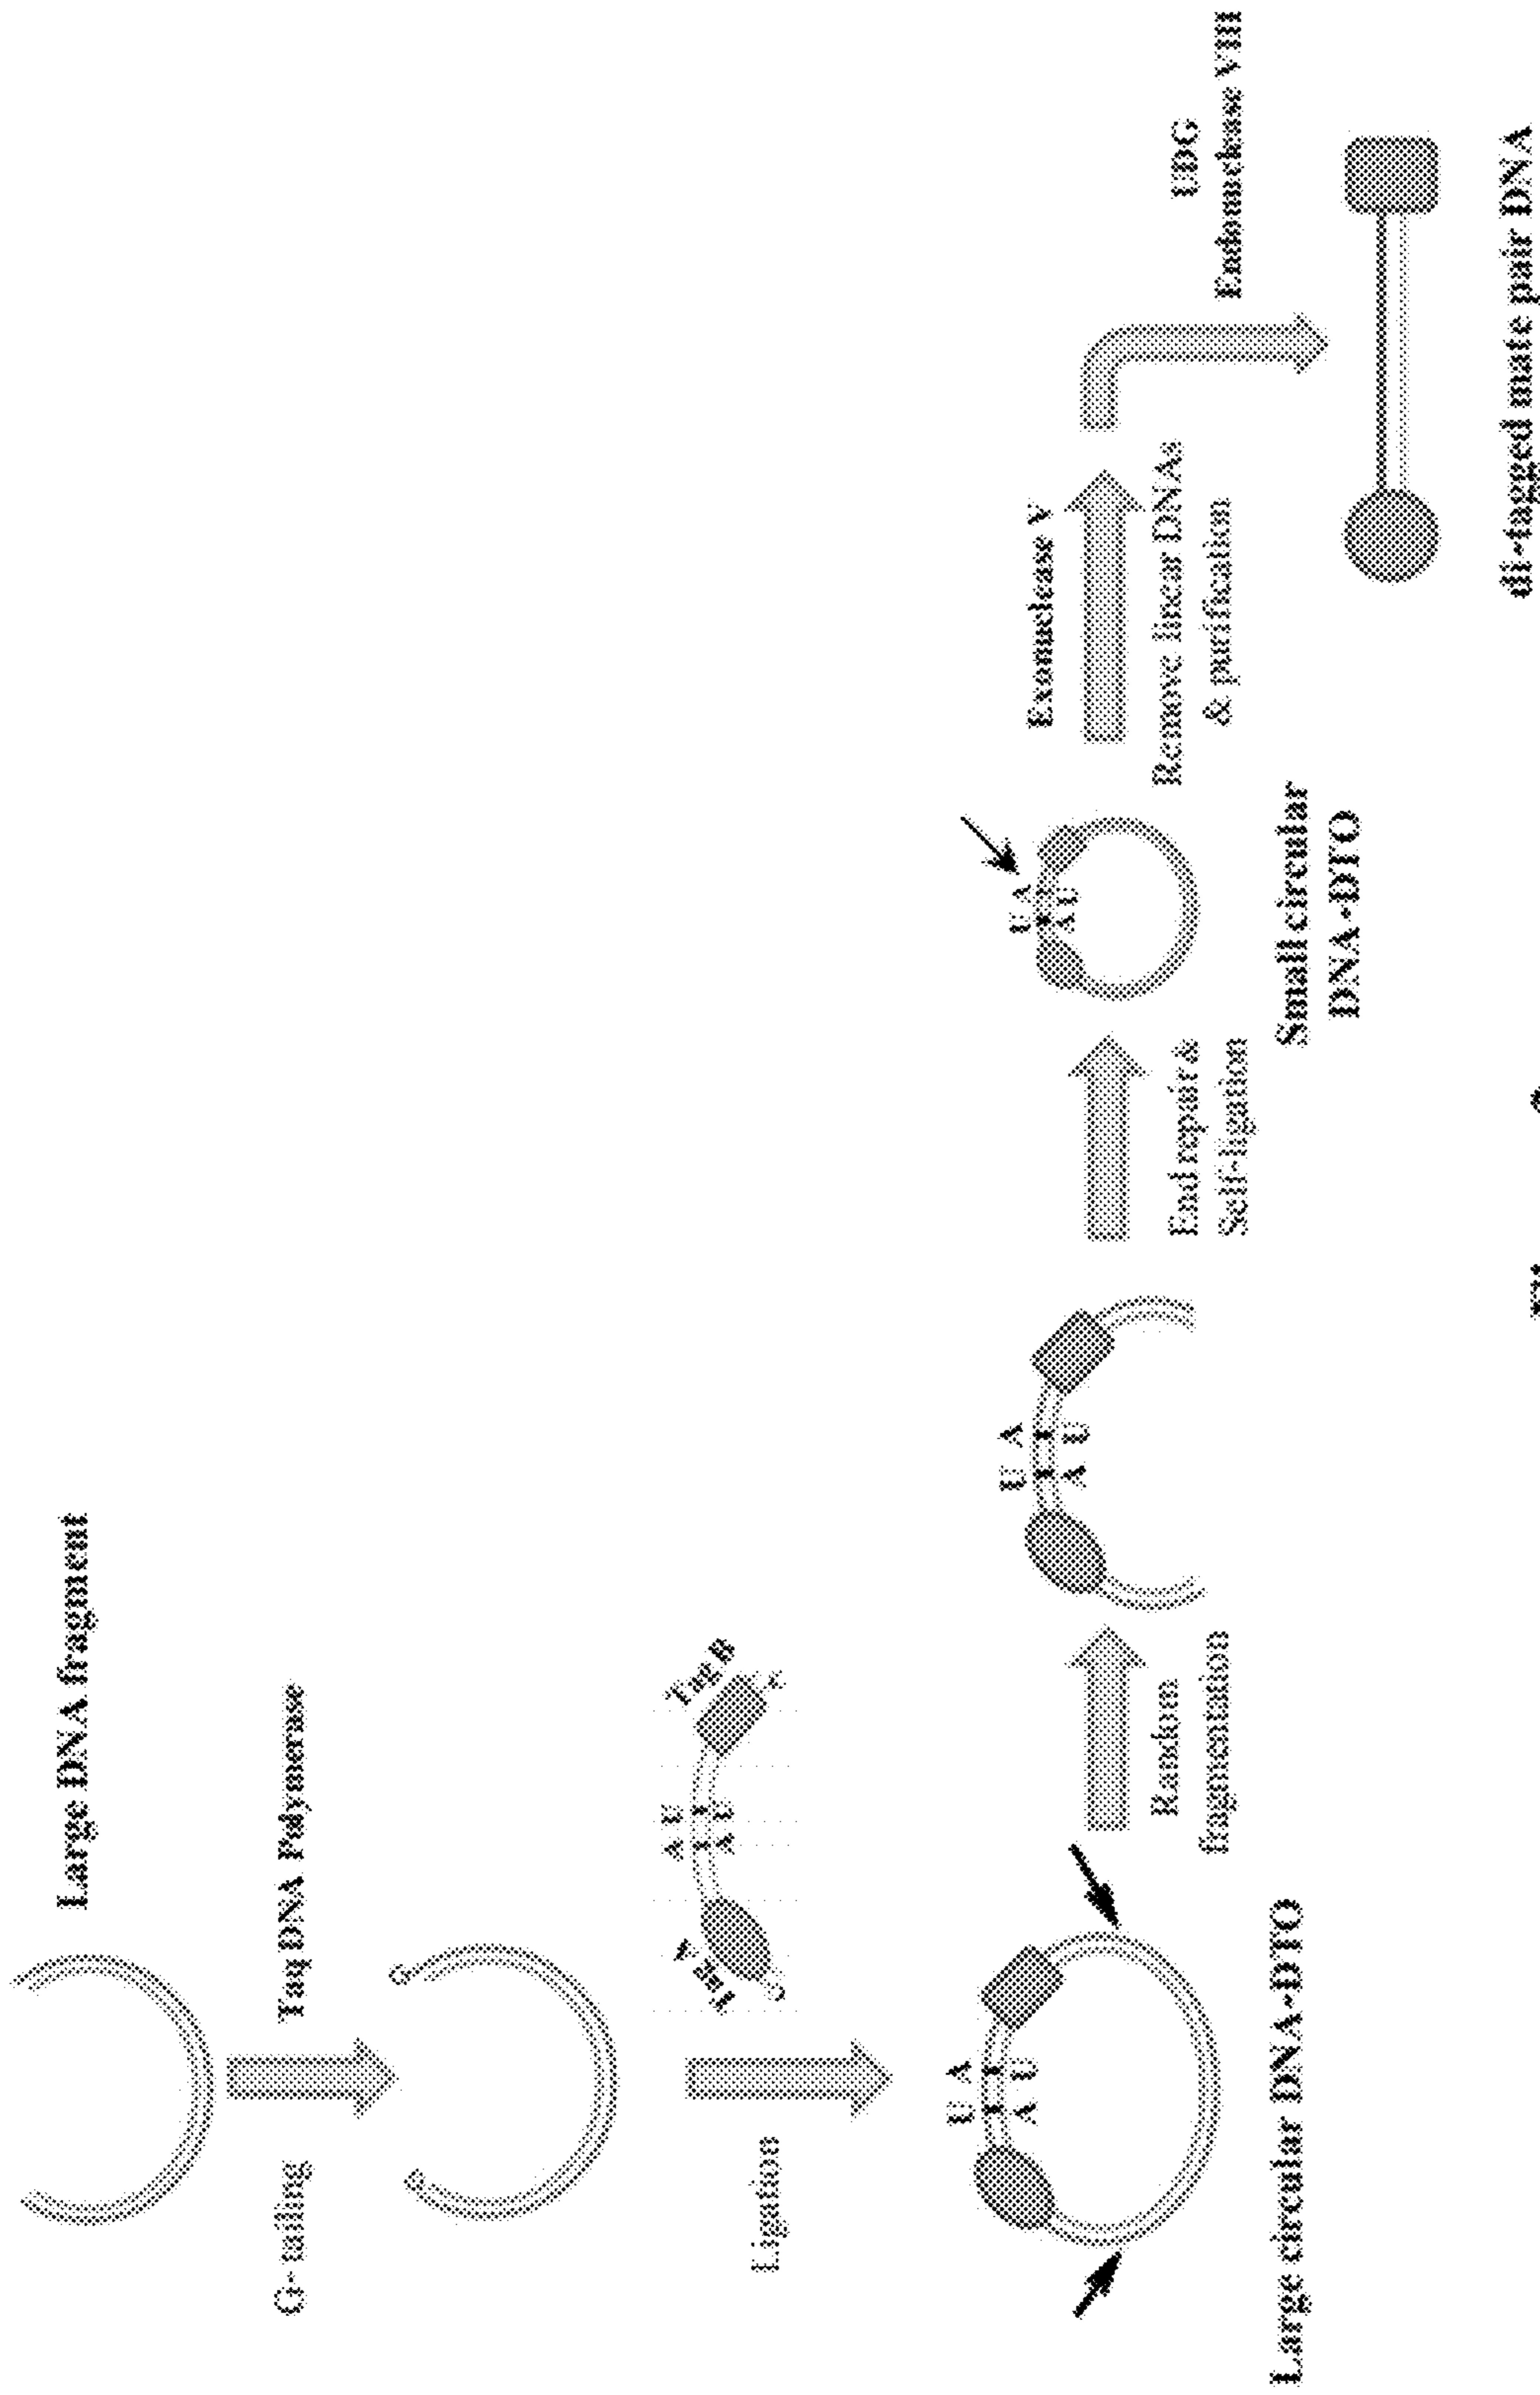 Large DNA fragment
G- tailing
Taq DNA Polymerase
G
G
Ligation
Tag A
Tag B
A U
U A
Large circular DNA-DTO
U A
A U
Random
fragmentation
U A
A U
End repair &
Self-ligation
U A
A U
Small circular
DNA-DTO
Exonuclease V
Remove linear DNAs
& purification
UDG
Endonuclease VIII
di-tagged mate pair DNA